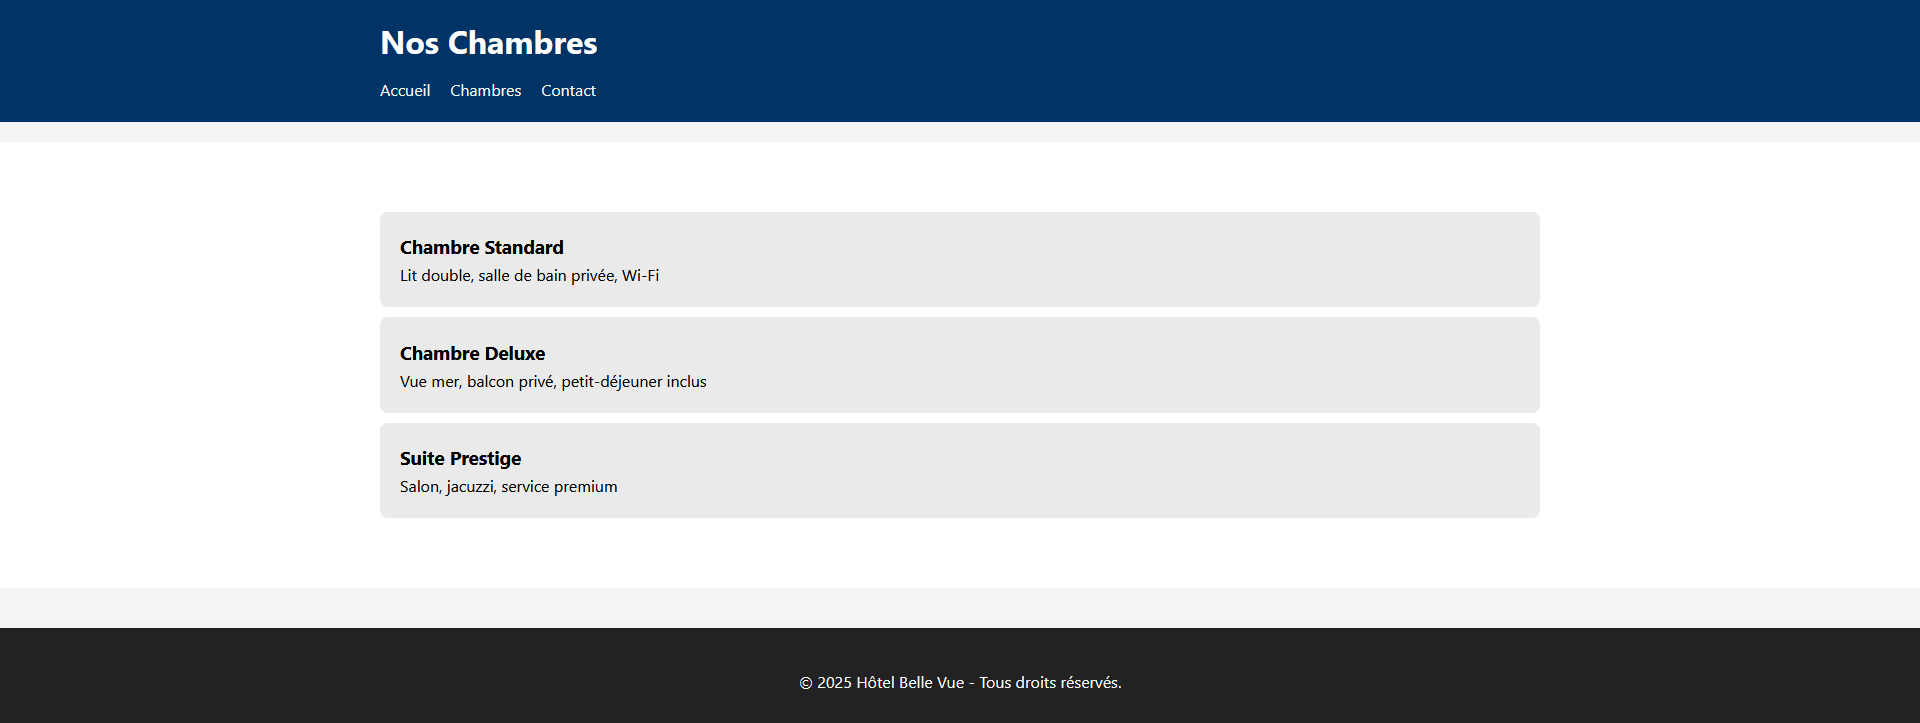 Nos Chambres
Accueil Chambres Contact
Chambre Standard
Lit double, salle de bain privée, Wi-Fi
Chambre Deluxe
Vue mer, balcon privé, petit-déjeuner inclus
Suite Prestige
Salon, jacuzzi, service premium
© 2025 Hôtel Belle Vue - Tous droits réservés.